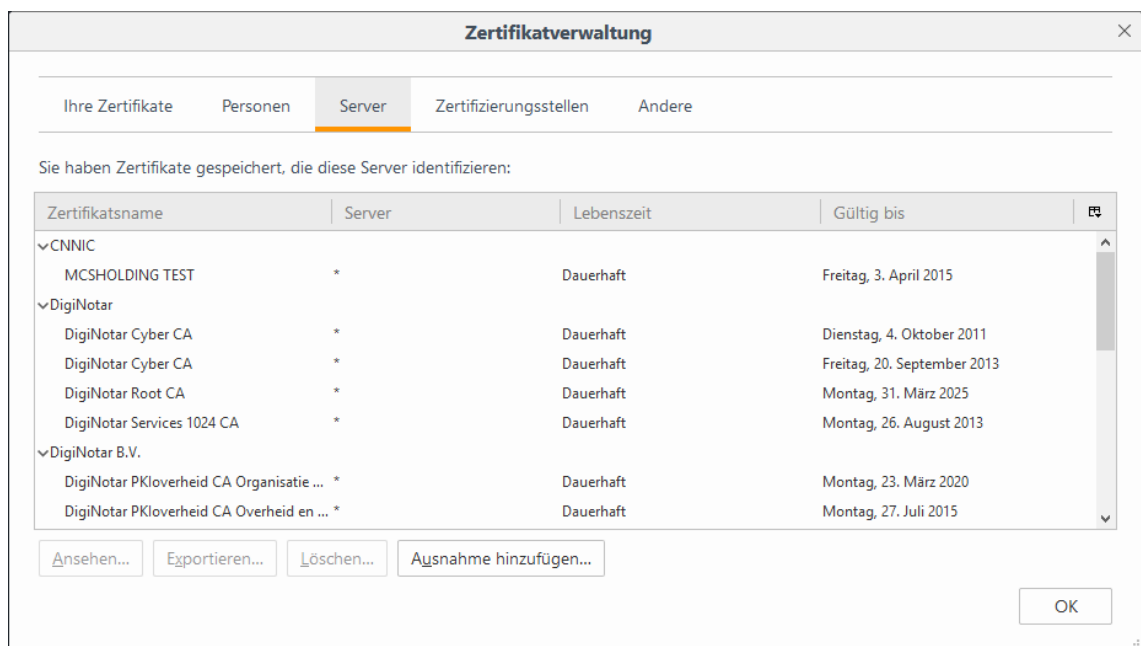 Zertifikatverwaltung
Ihre Zertifikate Personen Server Zertifizierungsstellen Andere
Sie haben Zertifikate gespeichert, die diese Server identifizieren:
Zertifikatsname Server Lebenszeit Gültig bis
CNNIC
MCSHOLDING TEST * Dauerhaft Freitag, 3. April 2015
DigiNotar
DigiNotar Cyber CA * Dauerhaft Dienstag, 4. Oktober 2011
DigiNotar Cyber CA * Dauerhaft Freitag, 20. September 2013
DigiNotar Root CA * Dauerhaft Montag, 31. März 2025
DigiNotar Services 1024 CA * Dauerhaft Montag, 26. August 2013
DigiNotar B.V.
DigiNotar PKIoverheid CA Organisatie ... * Dauerhaft Montag, 23. März 2020
DigiNotar PKIoverheid CA Overheid en ... * Dauerhaft Montag, 27. Juli 2015
Ansehen... Exportieren... Löschen... Ausnahme hinzufügen...
OK